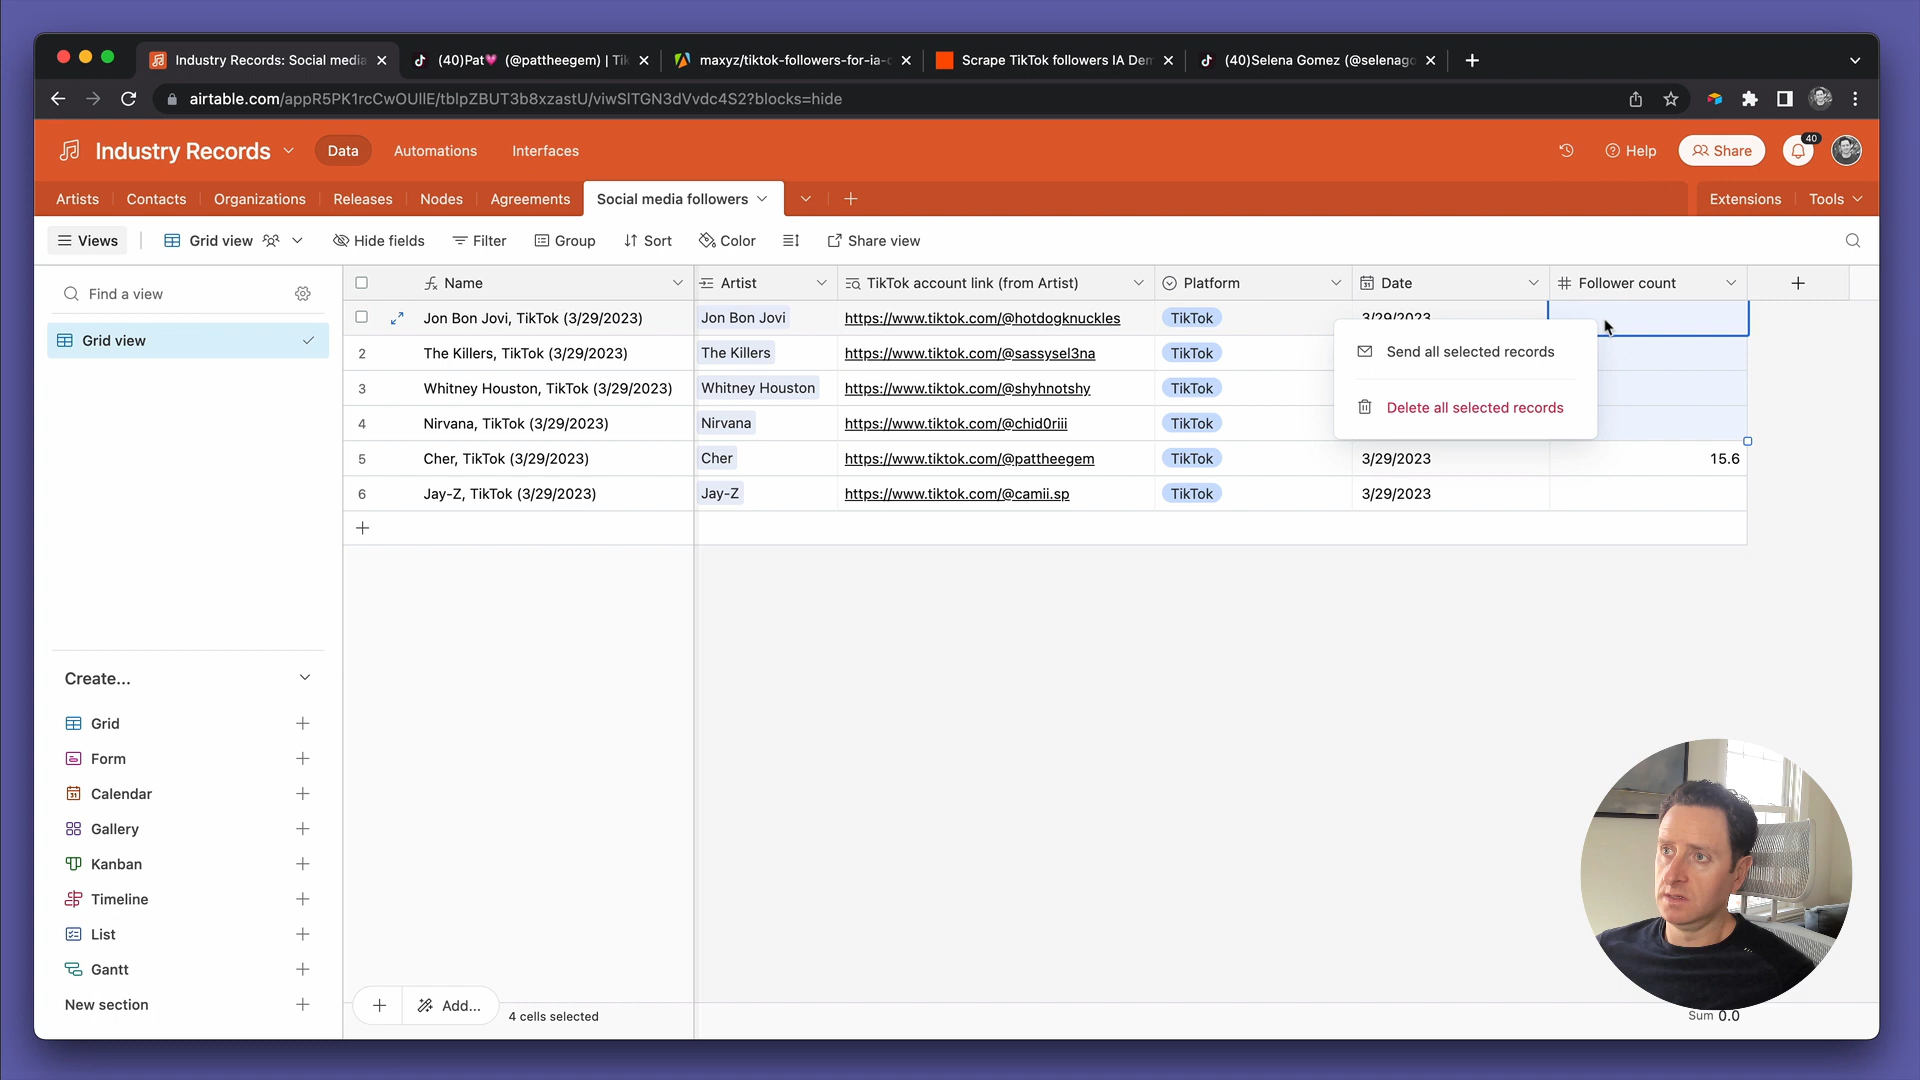 Industry Records: Social media
(40)Pat💗 (@pattheegem) | Tik
maxyz/tiktok-followers-for-ia-
Scrape TikTok followers IA Dem
(40)Selena Gomez (@selenago
airtable.com/appR5PK1rcCwOUllE/tblpZBUT3b8xzastU/viwSlTGN3dVvdc4S2?blocks=hide
Industry Records
Data
Automations
Interfaces
Help
Share
40
Artists
Contacts
Organizations
Releases
Nodes
Agreements
Social media followers
Extensions
Tools
Views
Grid view
Hide fields
Filter
Group
Sort
Color
Share view
Find a view
Grid view
Name
Artist
TikTok account link (from Artist)
Platform
Date
Follower count
Jon Bon Jovi, TikTok (3/29/2023)
Jon Bon Jovi
https://www.tiktok.com/@hotdogknuckles
TikTok
3/29/2023
2
The Killers, TikTok (3/29/2023)
The Killers
https://www.tiktok.com/@sassysel3na
TikTok
3
Whitney Houston, TikTok (3/29/2023)
Whitney Houston
https://www.tiktok.com/@shyhnotshy
TikTok
4
Nirvana, TikTok (3/29/2023)
Nirvana
https://www.tiktok.com/@chid0riii
TikTok
5
Cher, TikTok (3/29/2023)
Cher
https://www.tiktok.com/@pattheegem
TikTok
3/29/2023
15.6
6
Jay-Z, TikTok (3/29/2023)
Jay-Z
https://www.tiktok.com/@camii.sp
TikTok
3/29/2023
Send all selected records
Delete all selected records
Create...
Grid
Form
Calendar
Gallery
Kanban
Timeline
List
Gantt
New section
Add...
4 cells selected
Sum 0.0